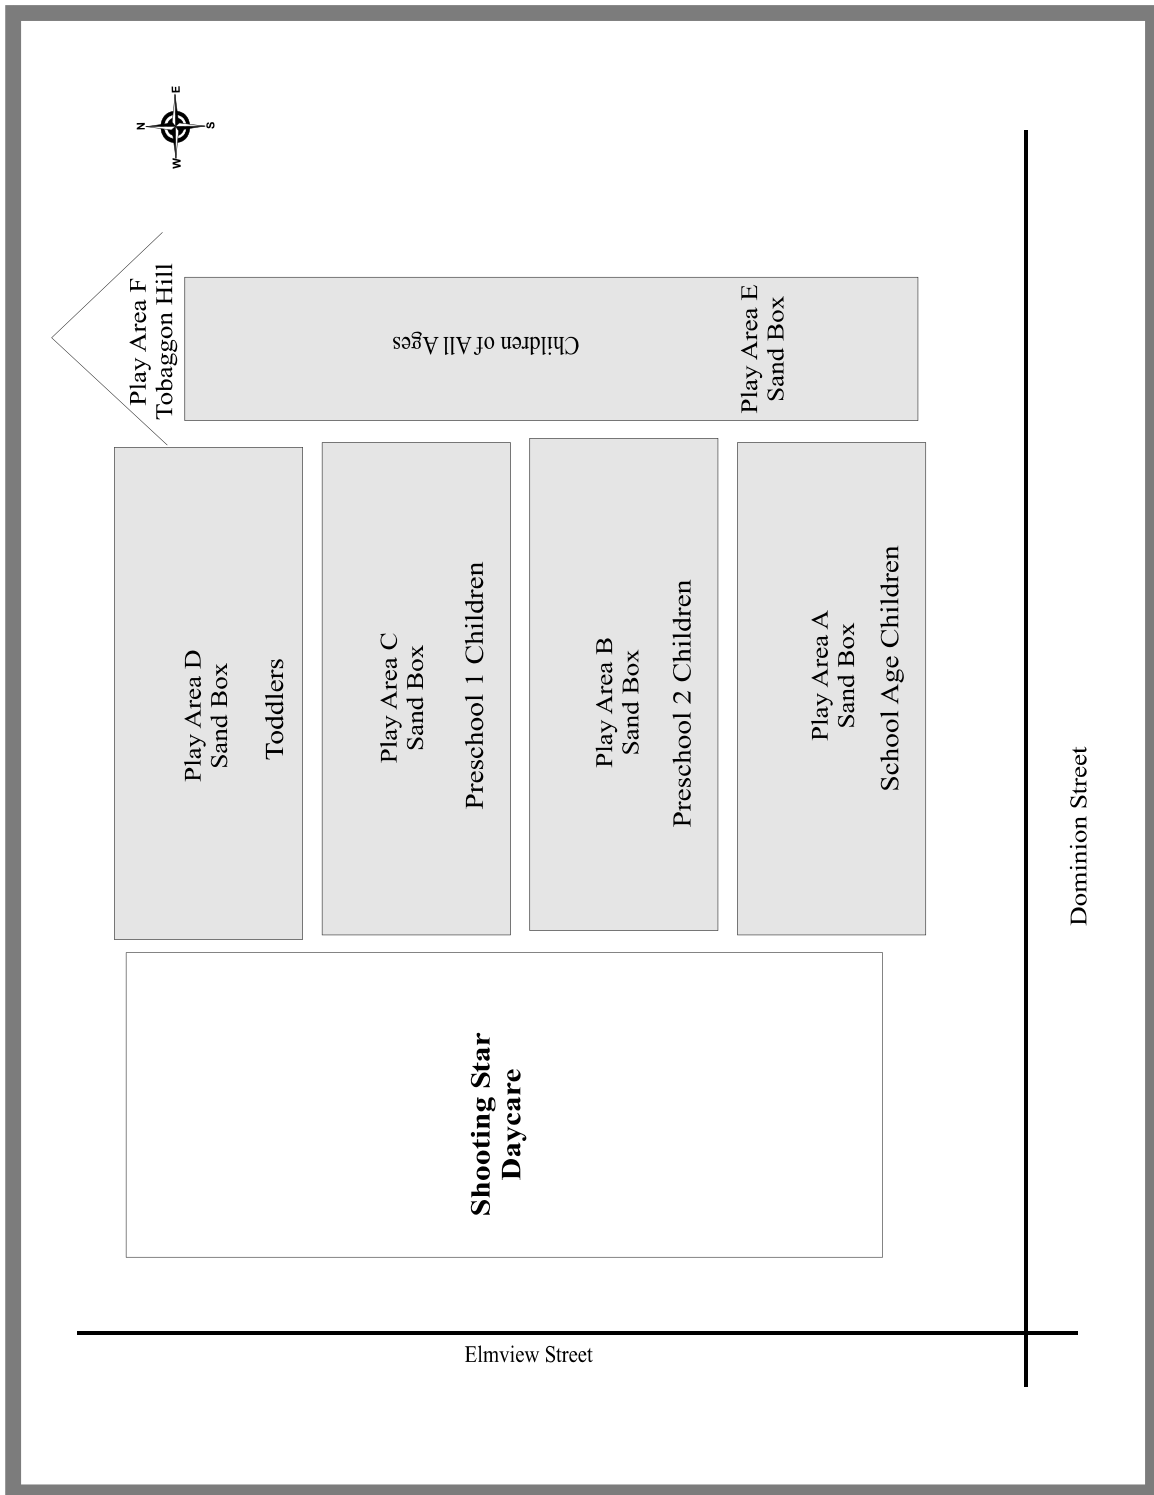 N
E
S
W
Play Area F
Tobaggon Hill
Children of All Ages
Play Area E
Sand Box
Play Area D
Sand Box
Toddlers
Play Area C
Sand Box
Preschool 1 Children
Play Area B
Sand Box
Preschool 2 Children
Play Area A
Sand Box
School Age Children
Shooting Star
Daycare
Dominion Street
Elmview Street